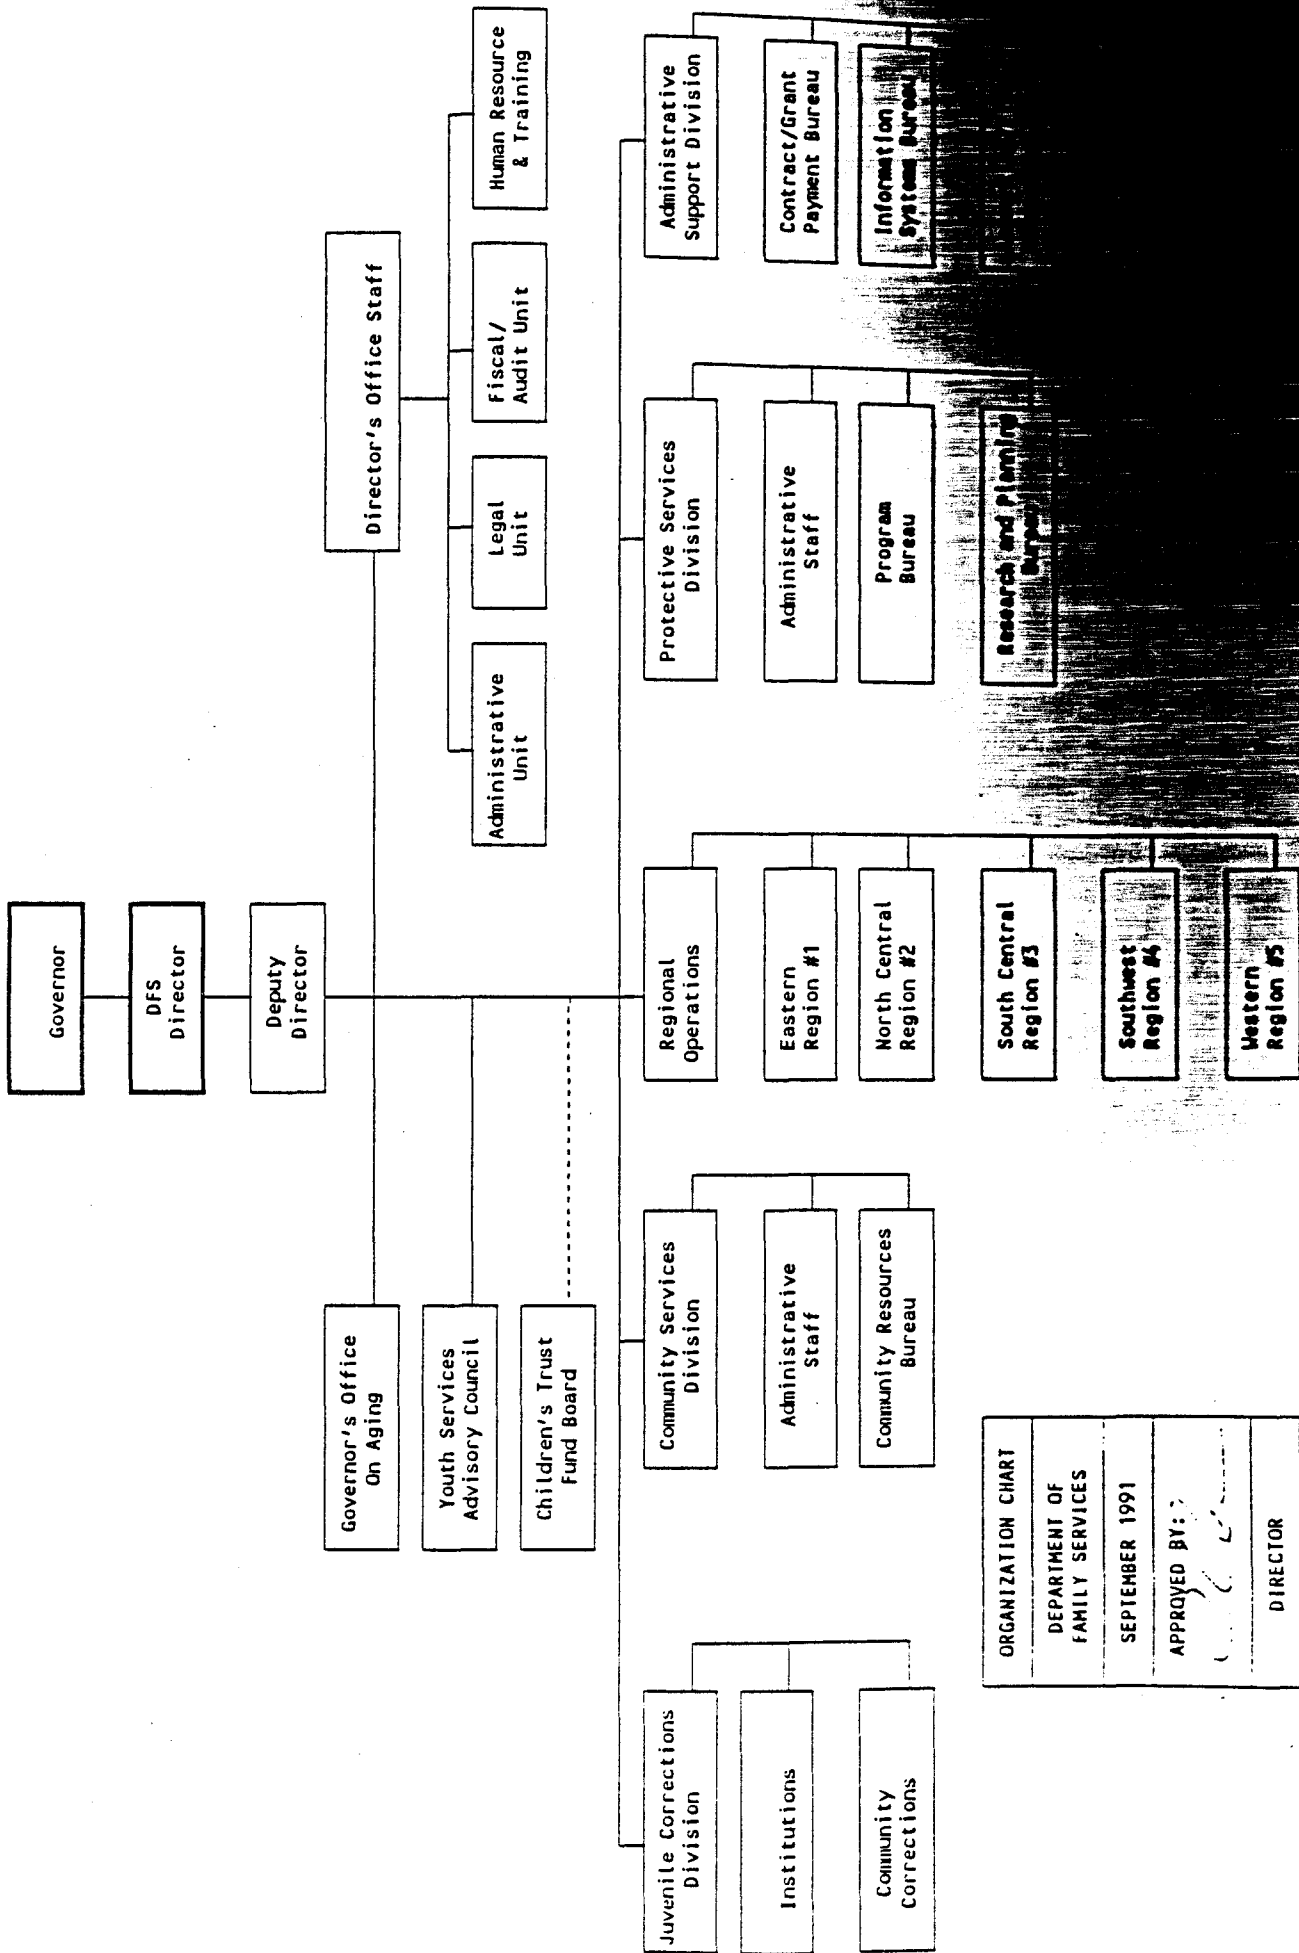 Governor
DFS
Director
Deputy
Director
Governor's Office
On Aging
Director's Office Staff
Youth Services
Advisory Council
Children's Trust
Fund Board
Administrative
Unit
Legal
Unit
Fiscal/
Audit Unit
Human Resource
& Training
Juvenile Corrections
Division
Institutions
Community
Corrections
Community Services
Division
Administrative
Staff
Community Resources
Bureau
Regional
Operations
Eastern
Region #1
North Central
Region #2
South Central
Region #3
Southwest
Region #4
Western
Region #5
Protective Services
Division
Administrative
Staff
Program
Bureau
Research and Planning
Bureau
Administrative
Support Division
Contract/Grant
Payment Bureau
Information
Systems Bureau
ORGANIZATION CHART
DEPARTMENT OF
FAMILY SERVICES
SEPTEMBER 1991
APPROVED BY:
DIRECTOR